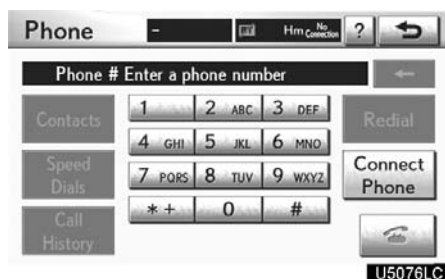 Phone - Hm No Connection ?
Phone # Enter a phone number
Contacts 1 2 ABC 3 DEF Redial
4 GHI 5 JKL 6 MNO
Speed Dials 7 PQRS 8 TUV 9 WXYZ Connect Phone
Call History * + 0 #
U5076LC